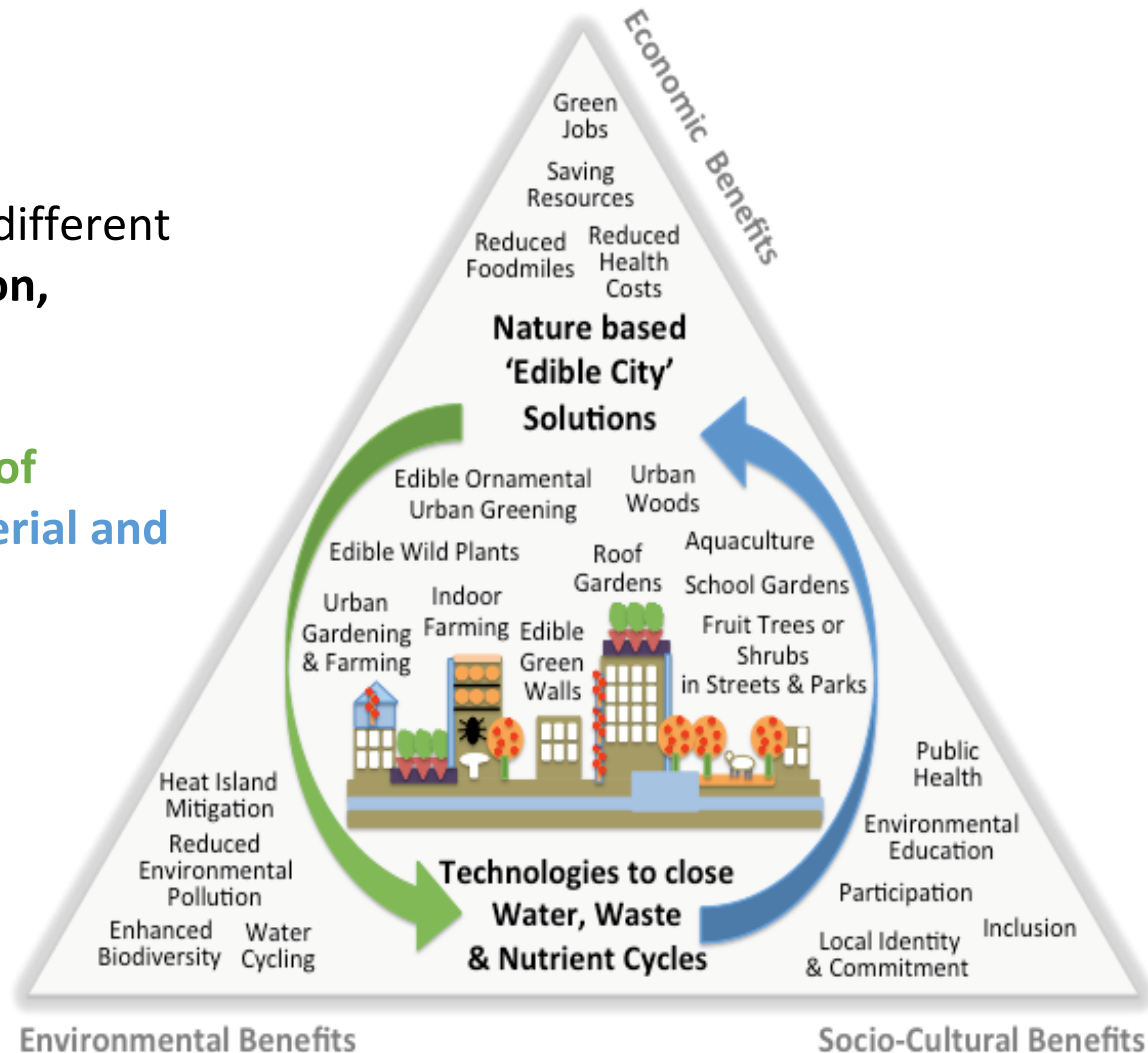 different
on,
of
erial and
Economic Benefits
Green
Jobs
Saving
Resources
Reduced
Foodmiles
Reduced
Health
Costs
Nature based
‘Edible City’
Solutions
Edible Ornamental
Urban Greening
Urban
Woods
Edible Wild Plants
Roof
Gardens
Aquaculture
School Gardens
Urban
Gardening
& Farming
Indoor
Farming
Edible
Green
Walls
Fruit Trees or
Shrubs
in Streets & Parks
Heat Island
Mitigation
Reduced
Environmental
Pollution
Enhanced
Biodiversity
Water
Cycling
Technologies to close
Water, Waste
& Nutrient Cycles
Public
Health
Environmental
Education
Participation
Inclusion
Local Identity
& Commitment
Environmental Benefits
Socio-Cultural Benefits